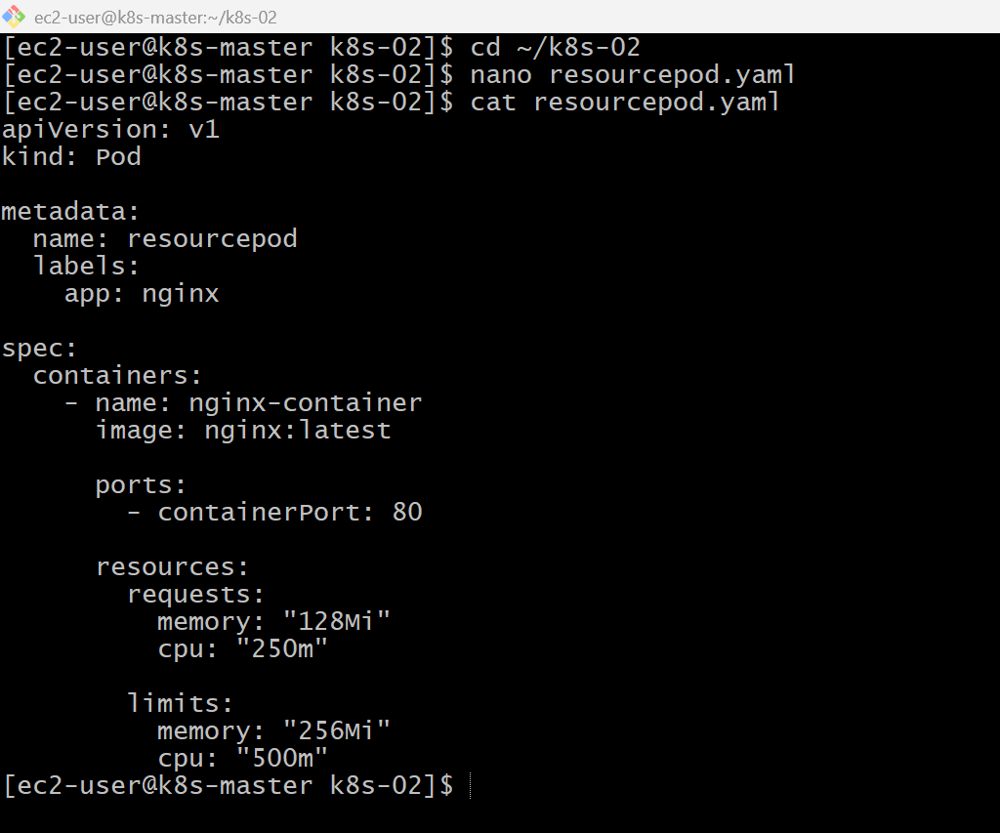 ec2-user@k8s-master:~/k8s-02
[ec2-user@k8s-master k8s-02]$ cd ~/k8s-02
[ec2-user@k8s-master k8s-02]$ nano resourcepod.yaml
[ec2-user@k8s-master k8s-02]$ cat resourcepod.yaml
apiVersion: v1
kind: Pod

metadata:
  name: resourcepod
  labels:
    app: nginx

spec:
  containers:
    - name: nginx-container
      image: nginx:latest

      ports:
        - containerPort: 80

      resources:
        requests:
          memory: "128Mi"
          cpu: "250m"

        limits:
          memory: "256Mi"
          cpu: "500m"
[ec2-user@k8s-master k8s-02]$